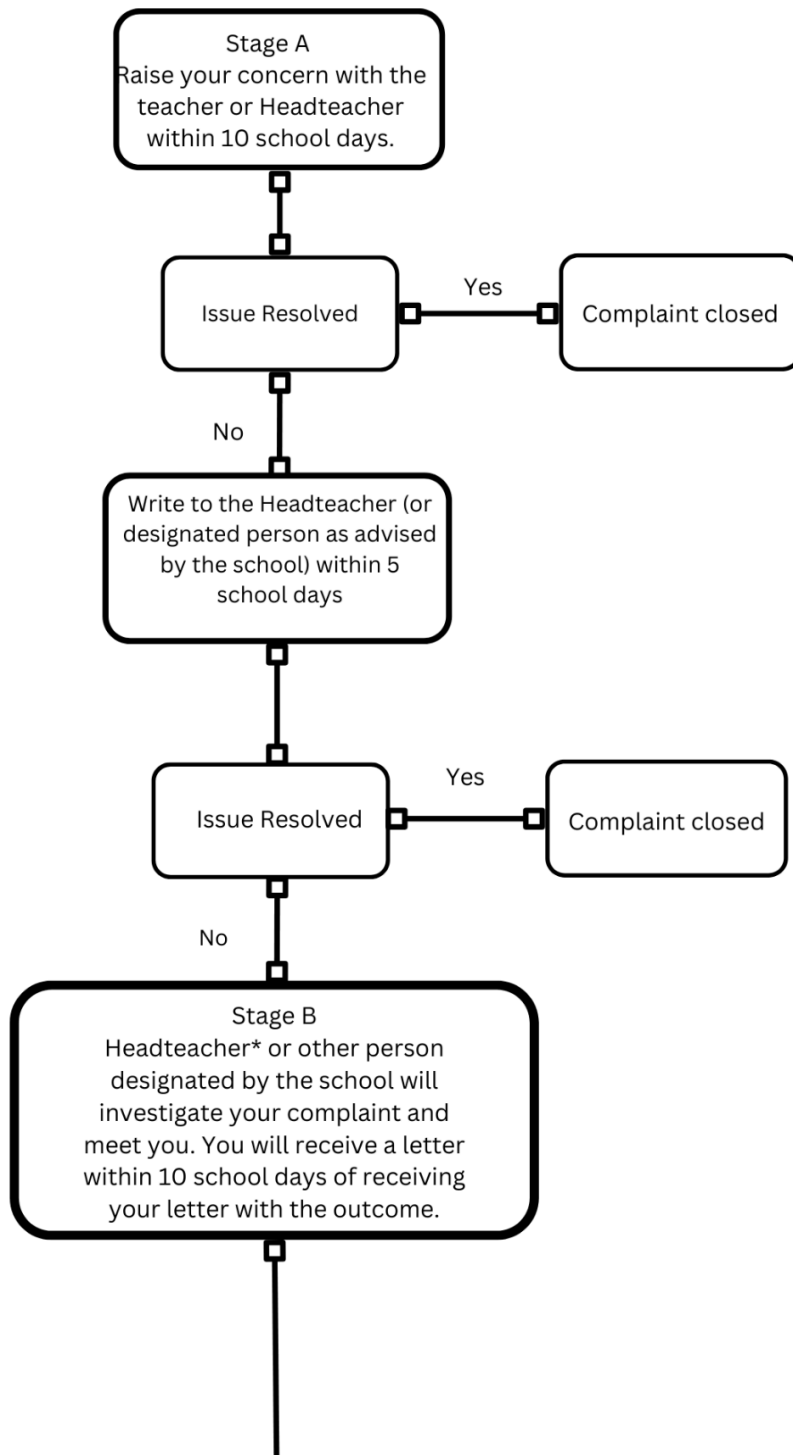 Stage A
Raise your concern with the
teacher or Headteacher
within 10 school days.
Issue Resolved
Yes
Complaint closed
No
Write to the Headteacher (or
designated person as advised
by the school) within 5
school days
Issue Resolved
Yes
Complaint closed
No
Stage B
Headteacher* or other person
designated by the school will
investigate your complaint and
meet you. You will receive a letter
within 10 school days of receiving
your letter with the outcome.